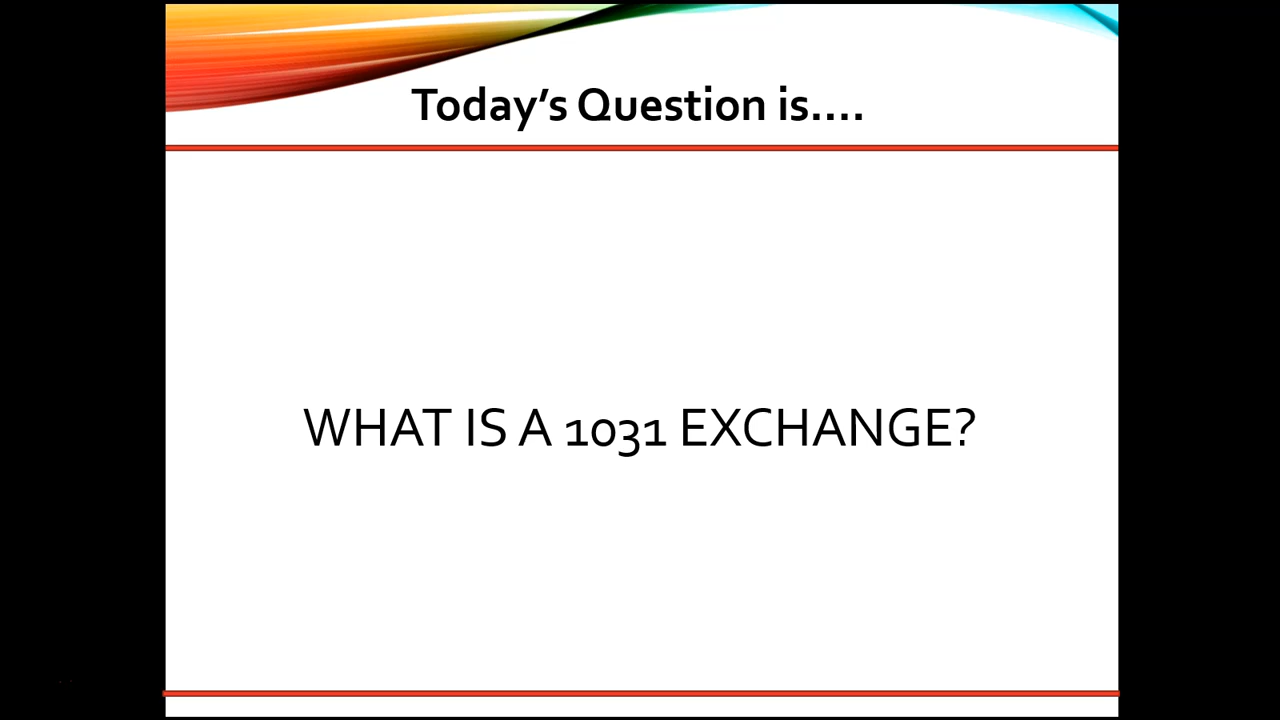 Today’s Question is....
WHAT IS A 1031 EXCHANGE?